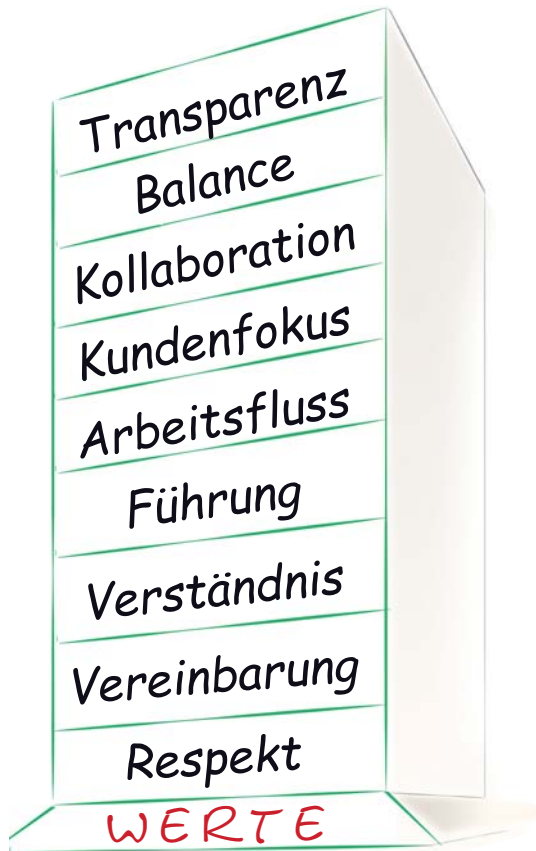 Transparenz
Balance
Kollaboration
Kundenfokus
Arbeitsfluss
Führung
Verständnis
Vereinbarung
Respekt
WERTE